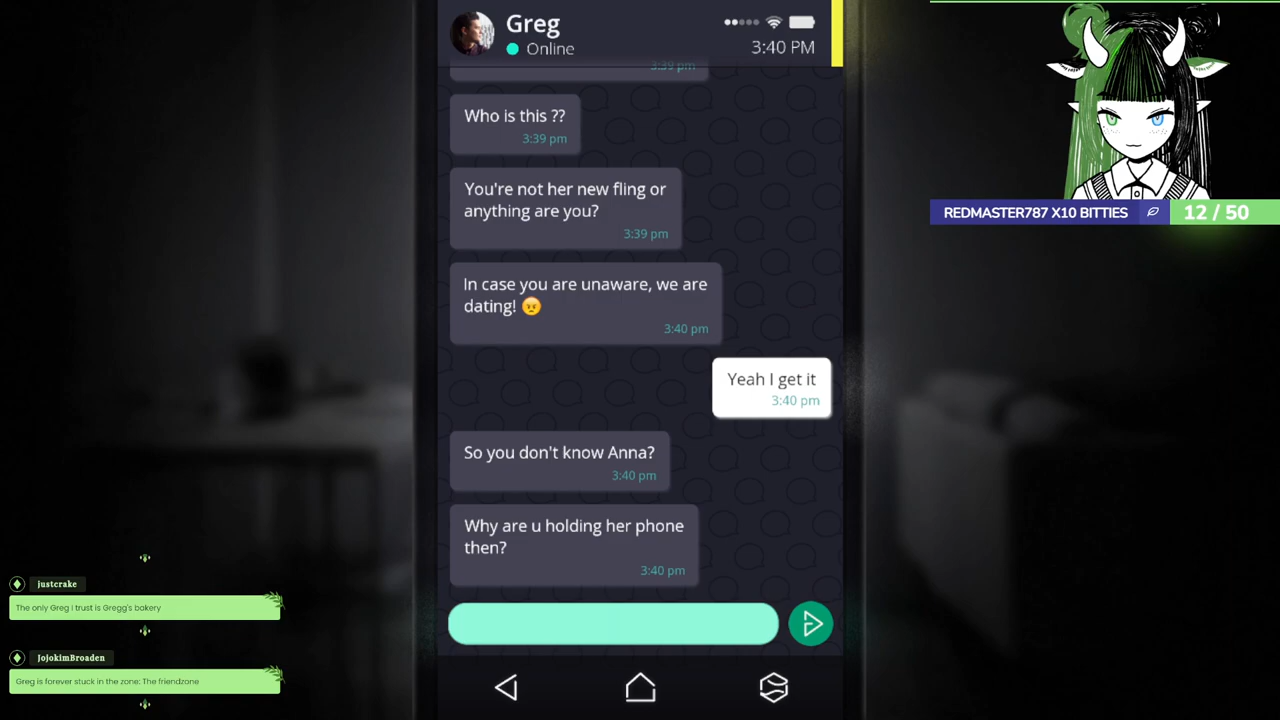 Greg
Online
3:40 PM
3:39 pm
Who is this ??
3:39 pm
You're not her new fling or
anything are you?
3:39 pm
In case you are unaware, we are
dating! 😠
3:40 pm
Yeah I get it
3:40 pm
So you don't know Anna?
3:40 pm
Why are u holding her phone
then?
3:40 pm
REDMASTER787 X10 BITTIES
12 / 50
justcrake
The only Greg I trust is Gregg's bakery
JojokimBroaden
Greg is forever stuck in the zone: The friendzone